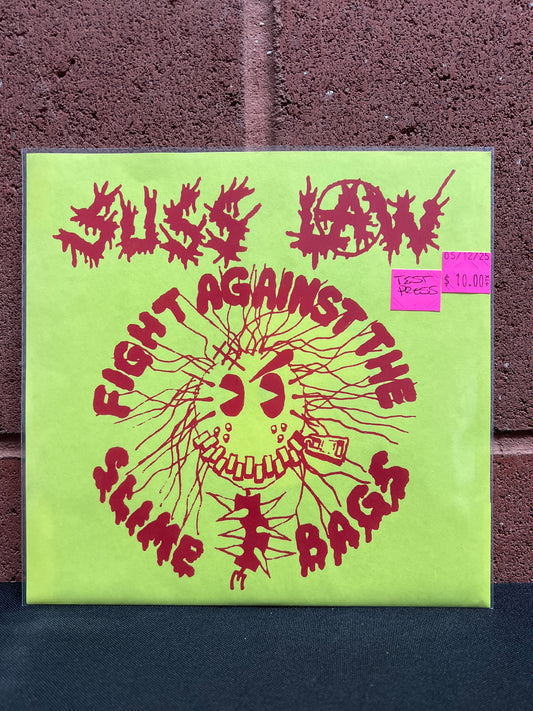 SUSS LAW
05/12/25
$ 10.00
TEST
PRESS
FIGHT AGAINST THE
SLIME BAGS